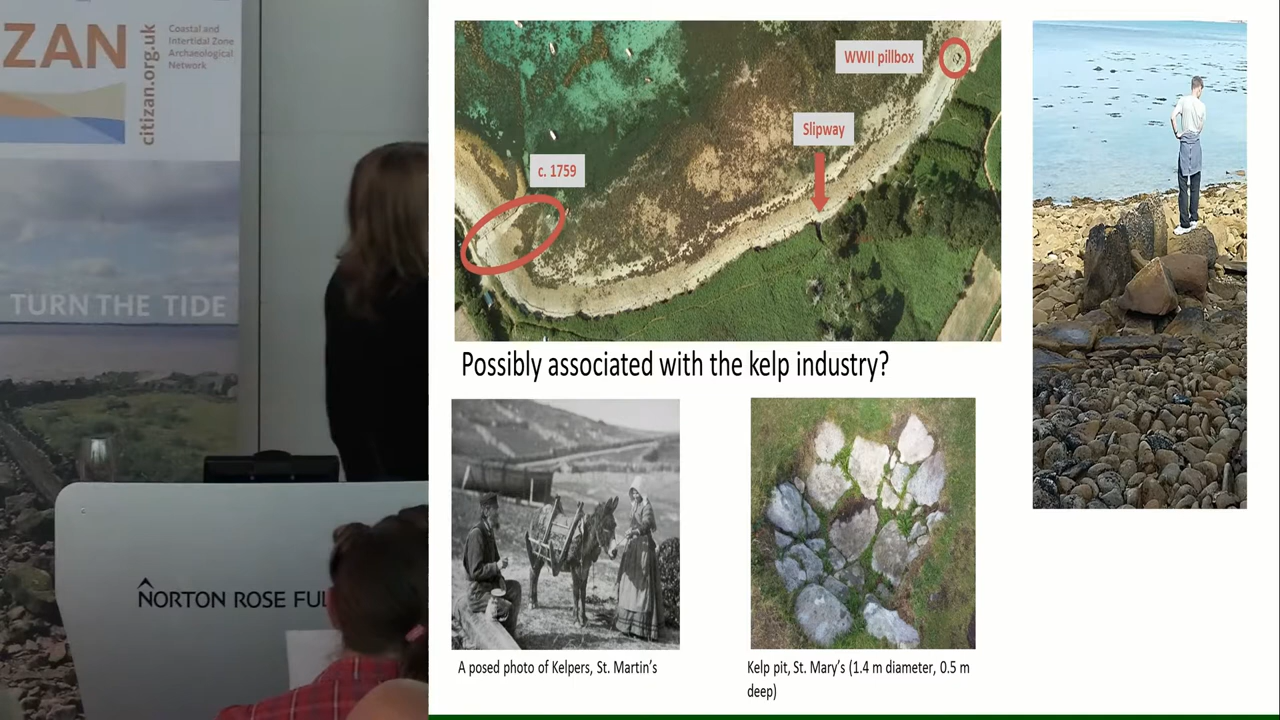 ZAN
citizan.org.uk
Coastal and
Intertidal Zone
Archaeological
Network
TURN THE TIDE
NORTON ROSE
WWII pillbox
Slipway
c. 1759
Possibly associated with the kelp industry?
A posed photo of Kelpers, St. Martin's
Kelp pit, St. Mary's (1.4 m diameter, 0.5 m
deep)